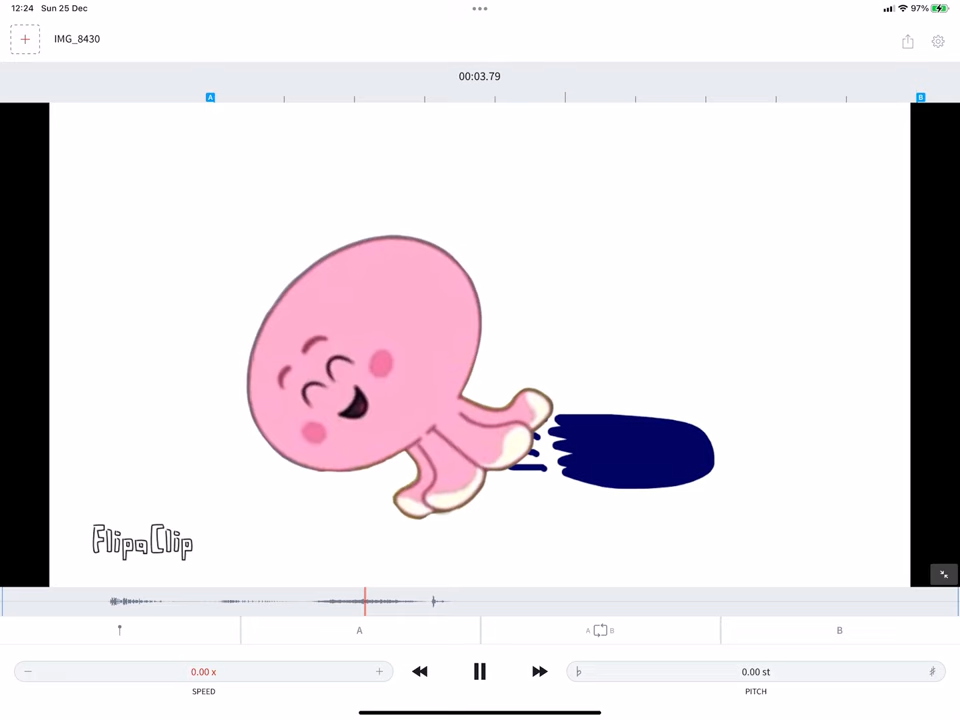 12:24 Sun 25 Dec 97%
IMG_8430
00:03.79
A B
FlipaClip
A A B B
0.00 x 0.00 st
SPEED PITCH